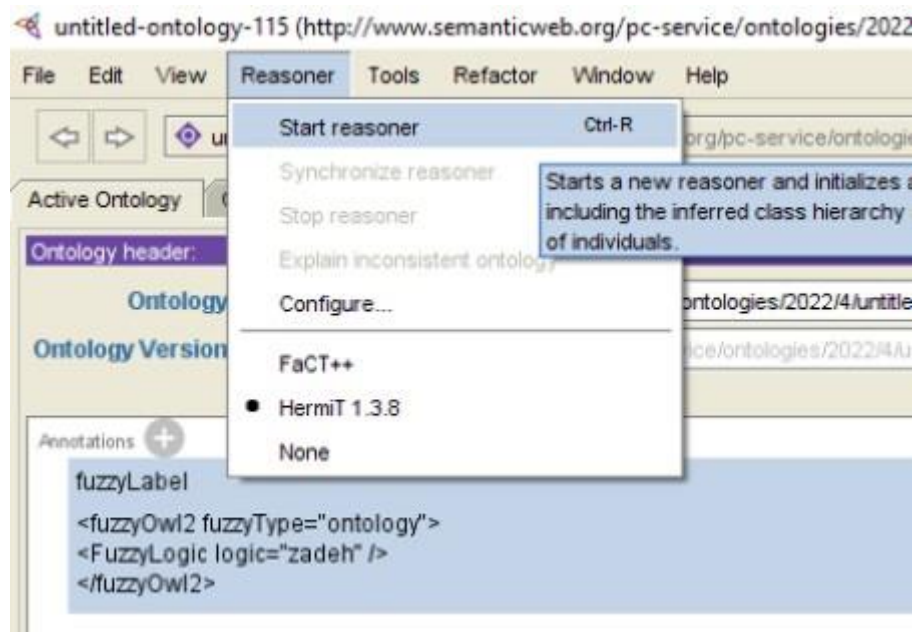 untitled-ontology-115 (http://www.semanticweb.org/pc-service/ontologies/2022
File Edit View Reasoner Tools Refactor Window Help
Start reasoner Ctrl-R
org/pc-service/ontologie
Synchronize reasoner
Starts a new reasoner and initializes a
including the inferred class hierarchy
of individuals.
Active Ontology
Stop reasoner
Ontology header:
Explain inconsistent ontology
Ontology
Configure...
ontologies/2022/4/untitle
Ontology Version
ice/ontologies/2022/4/u
FaCT++
HermiT 1.3.8
None
Annotations
fuzzyLabel
<fuzzyOwl2 fuzzyType="ontology">
<FuzzyLogic logic="zadeh" />
</fuzzyOwl2>